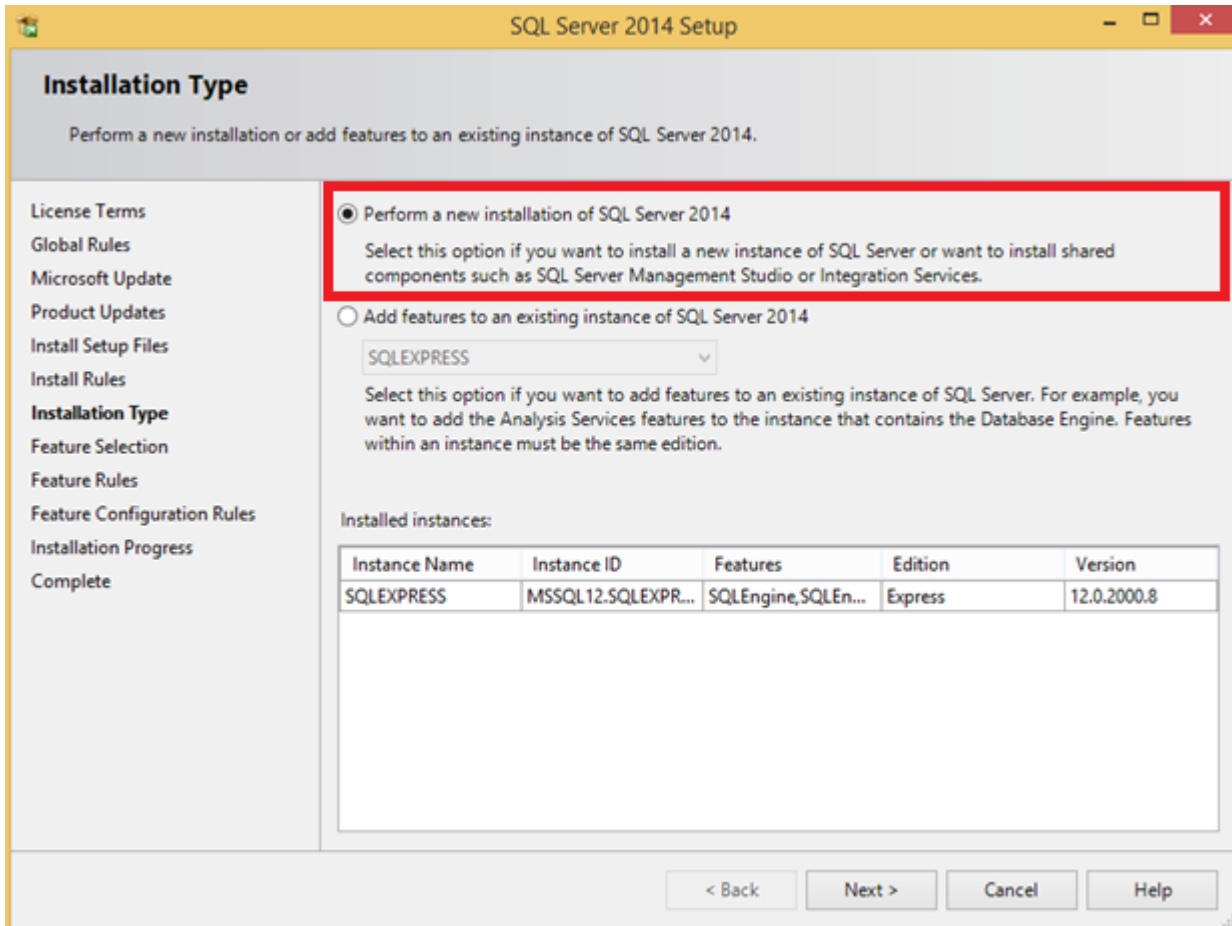 SQL Server 2014 Setup
Installation Type
Perform a new installation or add features to an existing instance of SQL Server 2014.
License Terms
Global Rules
Microsoft Update
Product Updates
Install Setup Files
Install Rules
Installation Type
Feature Selection
Feature Rules
Feature Configuration Rules
Installation Progress
Complete
Perform a new installation of SQL Server 2014
Select this option if you want to install a new instance of SQL Server or want to install shared
components such as SQL Server Management Studio or Integration Services.
Add features to an existing instance of SQL Server 2014
SQLEXPRESS
Select this option if you want to add features to an existing instance of SQL Server. For example, you
want to add the Analysis Services features to the instance that contains the Database Engine. Features
within an instance must be the same edition.
Installed instances:
Instance Name Instance ID Features Edition Version
SQLEXPRESS MSSQL12.SQLEXPR... SQLEngine,SQLEn... Express 12.0.2000.8
< Back Next > Cancel Help